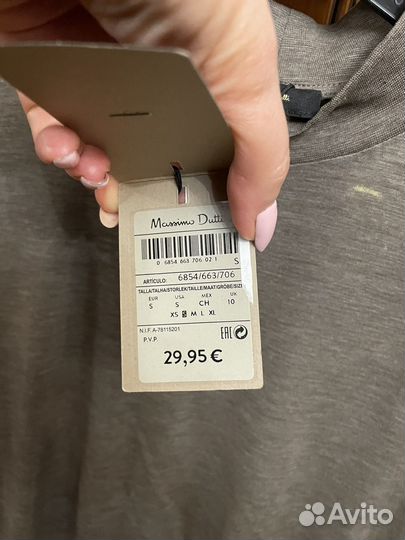 Massimo Dutti
0 6854 663 706 02 1 S
ARTÍCULO: 6854/663/706
TALLA/TALHA/STORLEK/TAILLE/MAAT/GRÖßE/SIZE
EUR USA MEX UK
S S CH 10
XS S M L XL
N.I.F. A-78115201
P.V.P.
EAC
29,95 €
Avito